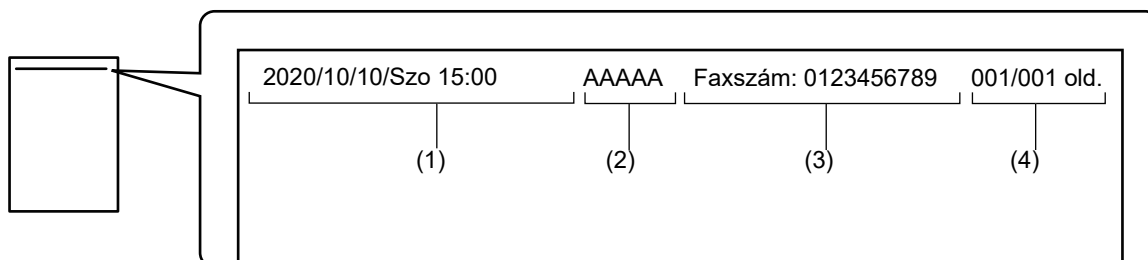 2020/10/10/Szo 15:00 AAAAA Faxszám: 0123456789 001/001 old.
(1) (2) (3) (4)